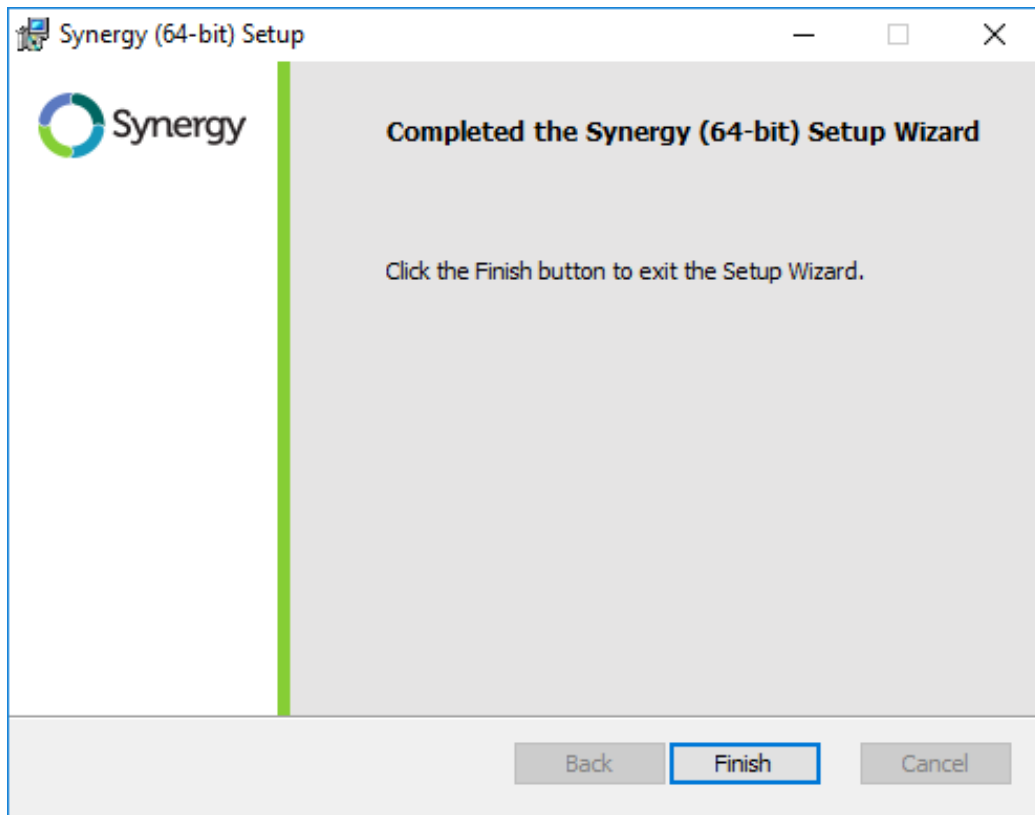 Synergy (64-bit) Setup
Synergy
Completed the Synergy (64-bit) Setup Wizard
Click the Finish button to exit the Setup Wizard.
Back Finish Cancel